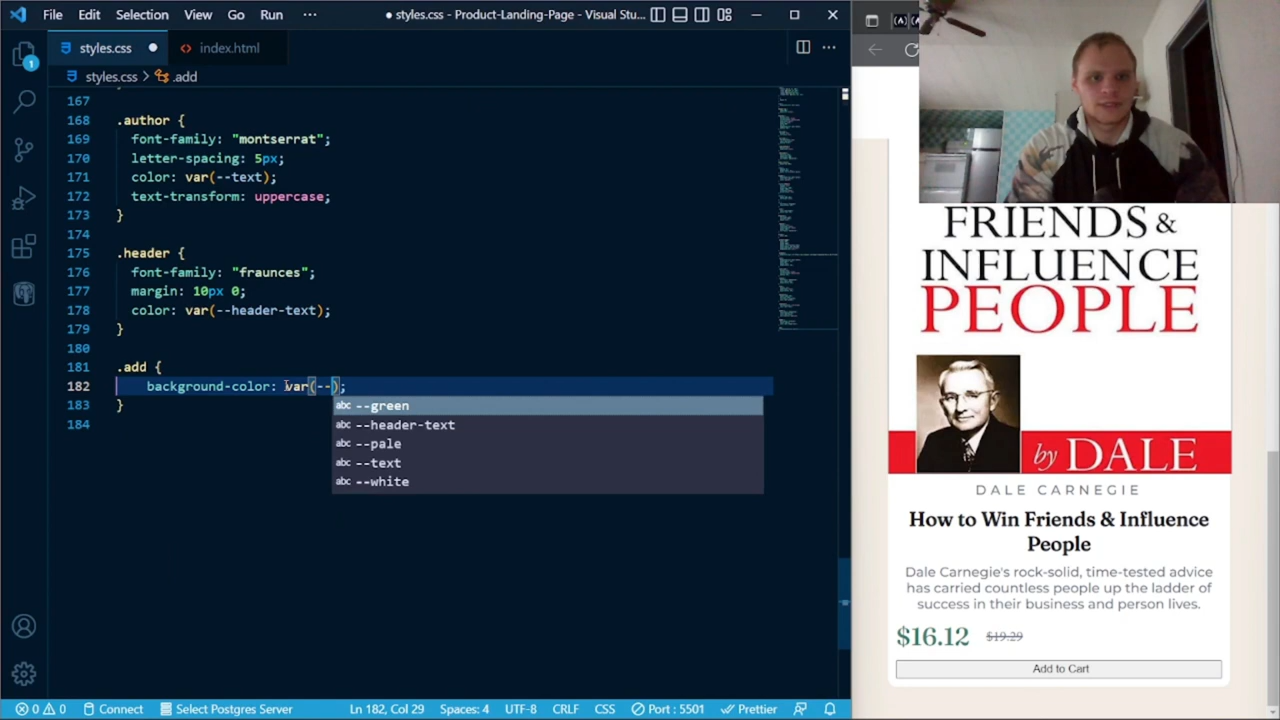 File Edit Selection View Go Run ··· ● styles.css - Product-Landing-Page - Visual Stu...
styles.css ● index.html
styles.css > .add
167
168 .author {
169 font-family: "montserrat";
170 letter-spacing: 5px;
171 color: var(--text);
172 text-transform: uppercase;
173 }
174
175 .header {
176 font-family: "fraunces";
177 margin: 10px 0;
178 color: var(--header-text);
179 }
180
181 .add {
182 background-color: var(--);
183 }
184
abc --green
abc --header-text
abc --pale
abc --text
abc --white
1
0 0 Connect Select Postgres Server Ln 182, Col 29 Spaces: 4 UTF-8 CRLF CSS Port : 5501 Prettier
FRIENDS &
INFLUENCE
PEOPLE
by DALE
DALE CARNEGIE
How to Win Friends & Influence
People
Dale Carnegie's rock-solid, time-tested advice
has carried countless people up the ladder of
success in their business and person lives.
$16.12 $19.29
Add to Cart